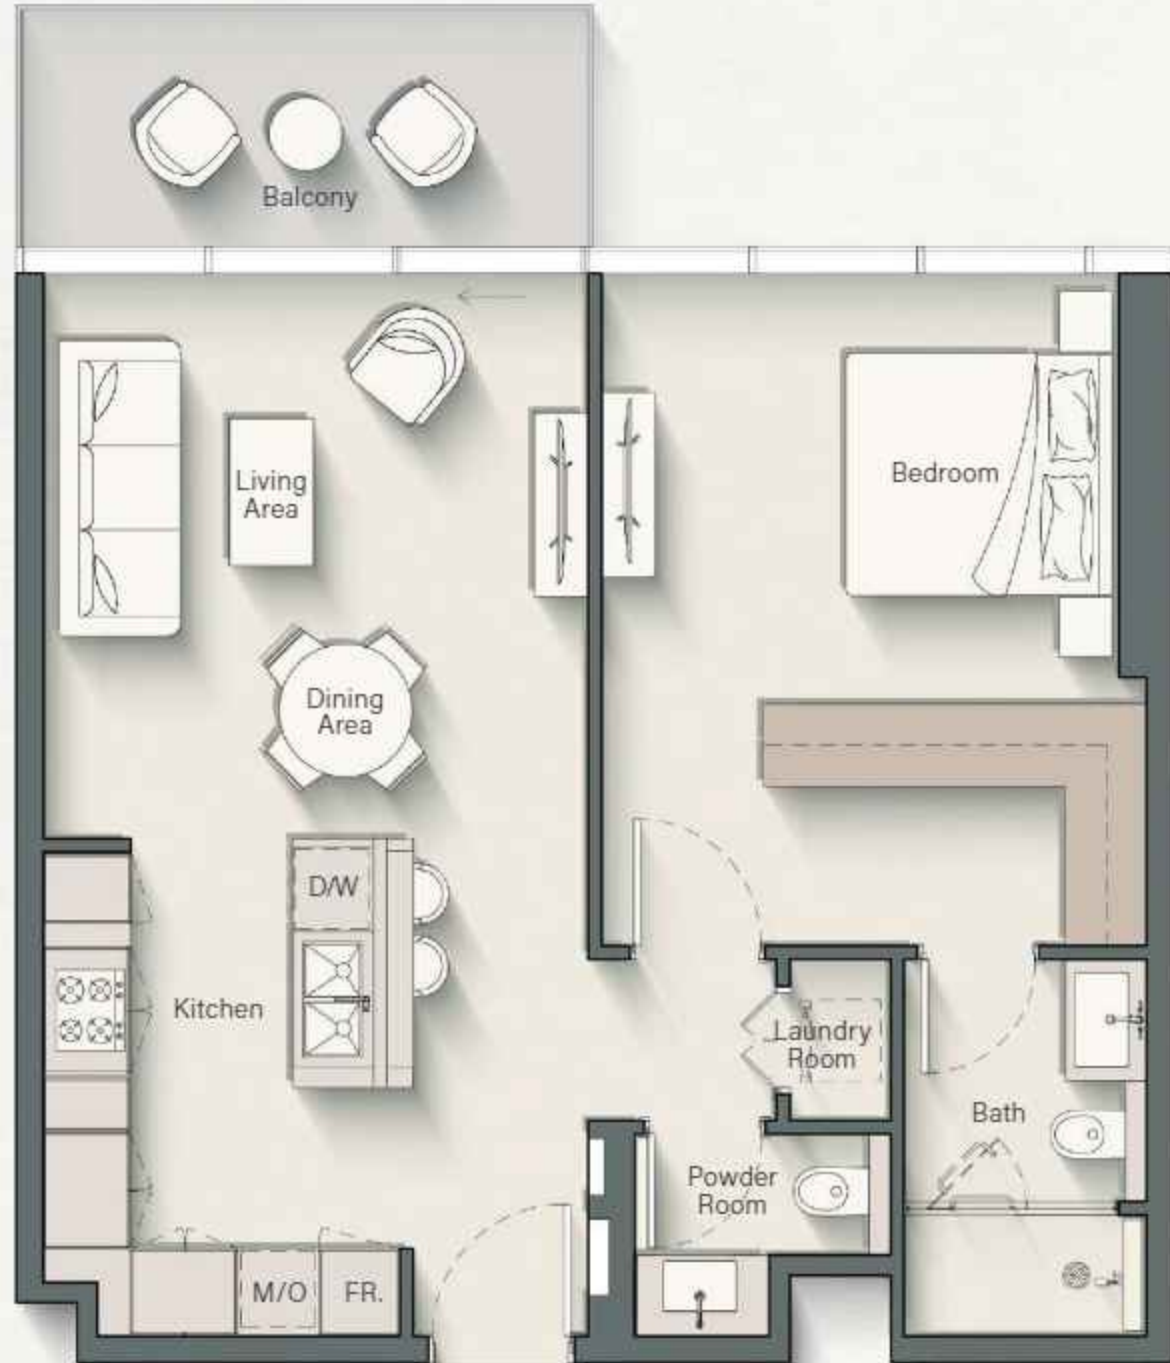 Balcony
Living
Area
Bedroom
Dining
Area
D/W
Kitchen
Laundry
Room
Bath
Powder
Room
M/O
FR.